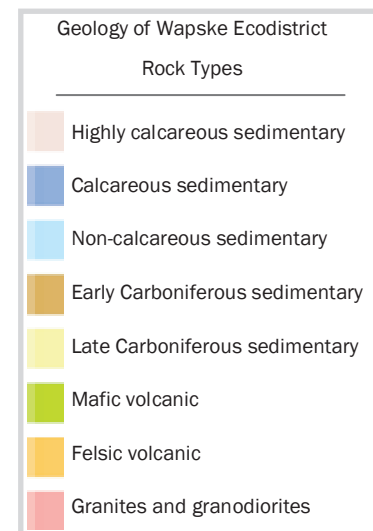 Geology of Wapske Ecodistrict
Rock Types
Highly calcareous sedimentary
Calcareous sedimentary
Non-calcareous sedimentary
Early Carboniferous sedimentary
Late Carboniferous sedimentary
Mafic volcanic
Felsic volcanic
Granites and granodiorites